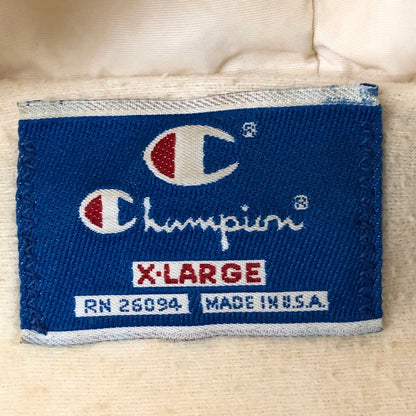 C®
Champion®
X-LARGE
RN 26094 MADE IN U.S.A.